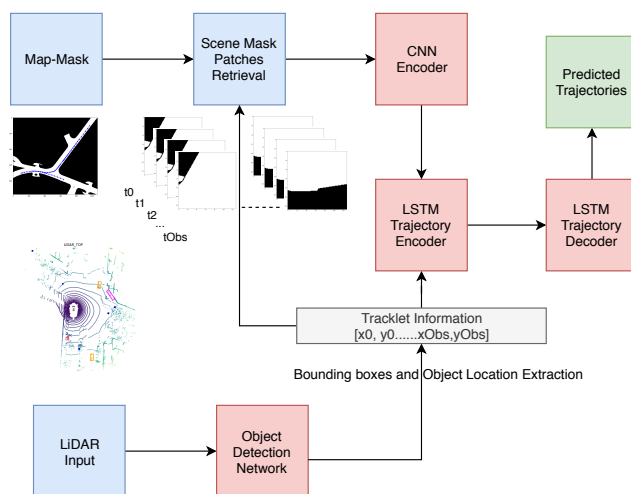 Map-Mask
Scene Mask
Patches
Retrieval
CNN
Encoder
Predicted
Trajectories
t0
t1
t2
...
tObs
LSTM
Trajectory
Encoder
LSTM
Trajectory
Decoder
LIDAR_TOP
Tracklet Information
[x0, y0......xObs,yObs]
Bounding boxes and Object Location Extraction
LiDAR
Input
Object
Detection
Network